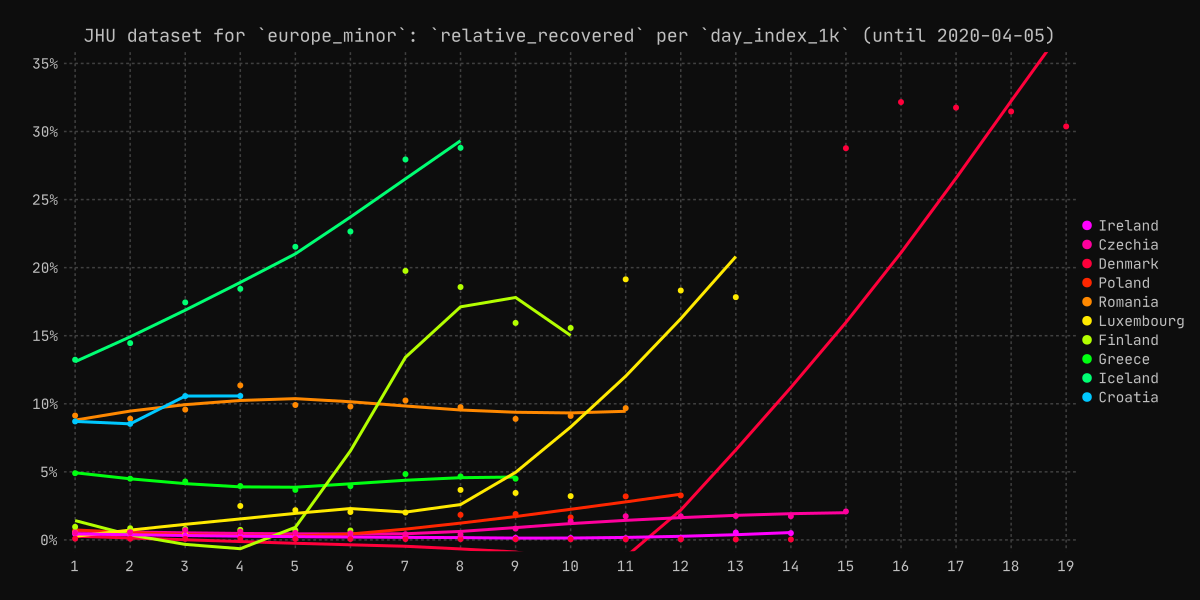 JHU dataset for `europe_minor`: `relative_recovered` per `day_index_1k` (until 2020-04-05)
35%
30%
25%
20%
15%
10%
5%
0%
1 2 3 4 5 6 7 8 9 10 11 12 13 14 15 16 17 18 19
Ireland
Czechia
Denmark
Poland
Romania
Luxembourg
Finland
Greece
Iceland
Croatia